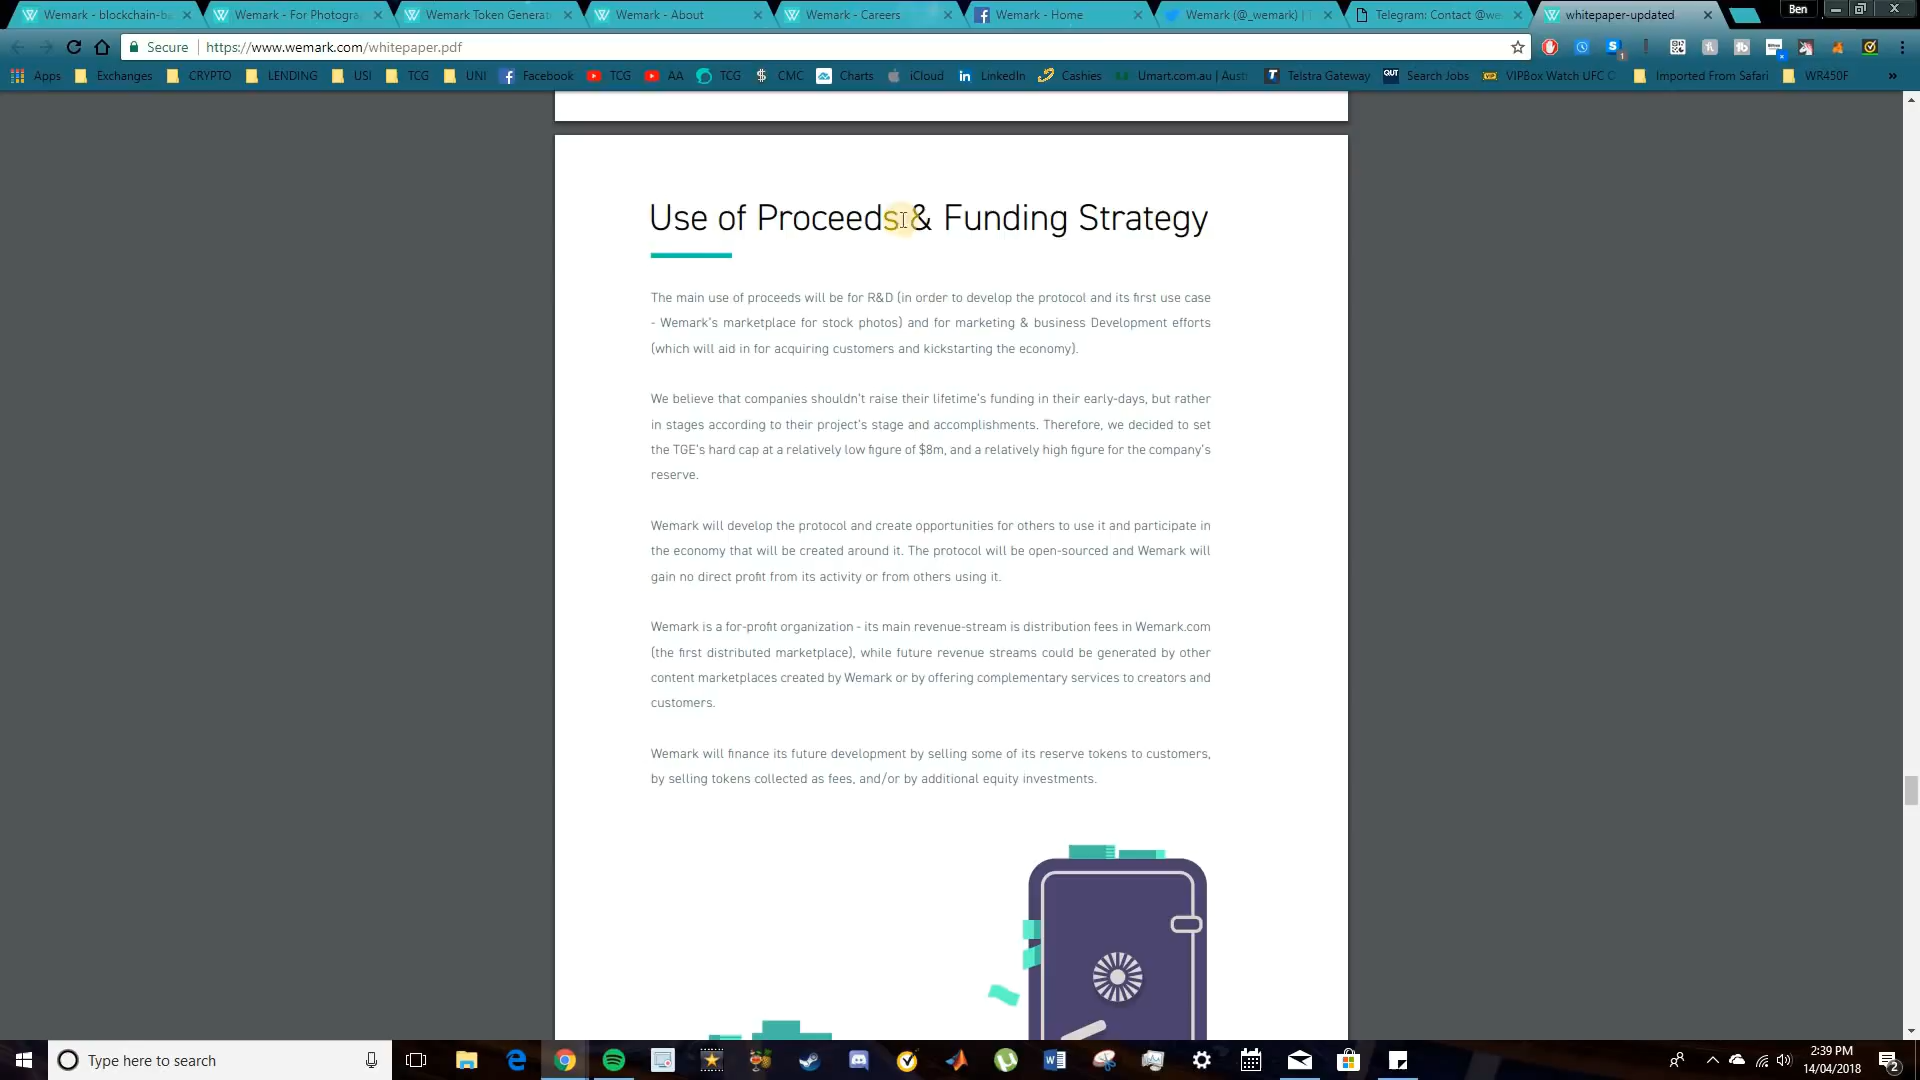 Wemark - blockchain-ba
Wemark - For Photogra
Wemark Token Generat
Wemark - About
Wemark - Careers
Wemark - Home
Wemark (@_wemark) | T
Telegram: Contact @we
whitepaper-updated
Ben
Secure
https://www.wemark.com/whitepaper.pdf
Apps
Exchanges
CRYPTO
LENDING
USI
TCG
UNI
Facebook
TCG
AA
TCG
CMC
Charts
iCloud
LinkedIn
Cashies
Umart.com.au | Aust
Telstra Gateway
Search Jobs
VIPBox Watch UFC
Imported From Safari
WR450F
Use of Proceeds & Funding Strategy
The main use of proceeds will be for R&D (in order to develop the protocol and its first use case
- Wemark's marketplace for stock photos) and for marketing & business Development efforts
(which will aid in for acquiring customers and kickstarting the economy).
We believe that companies shouldn't raise their lifetime's funding in their early-days, but rather
in stages according to their project's stage and accomplishments. Therefore, we decided to set
the TGE's hard cap at a relatively low figure of $8m, and a relatively high figure for the company's
reserve.
Wemark will develop the protocol and create opportunities for others to use it and participate in
the economy that will be created around it. The protocol will be open-sourced and Wemark will
gain no direct profit from its activity or from others using it.
Wemark is a for-profit organization - its main revenue-stream is distribution fees in Wemark.com
(the first distributed marketplace), while future revenue streams could be generated by other
content marketplaces created by Wemark or by offering complementary services to creators and
customers.
Wemark will finance its future development by selling some of its reserve tokens to customers,
by selling tokens collected as fees, and/or by additional equity investments.
Type here to search
2:39 PM
14/04/2018
2